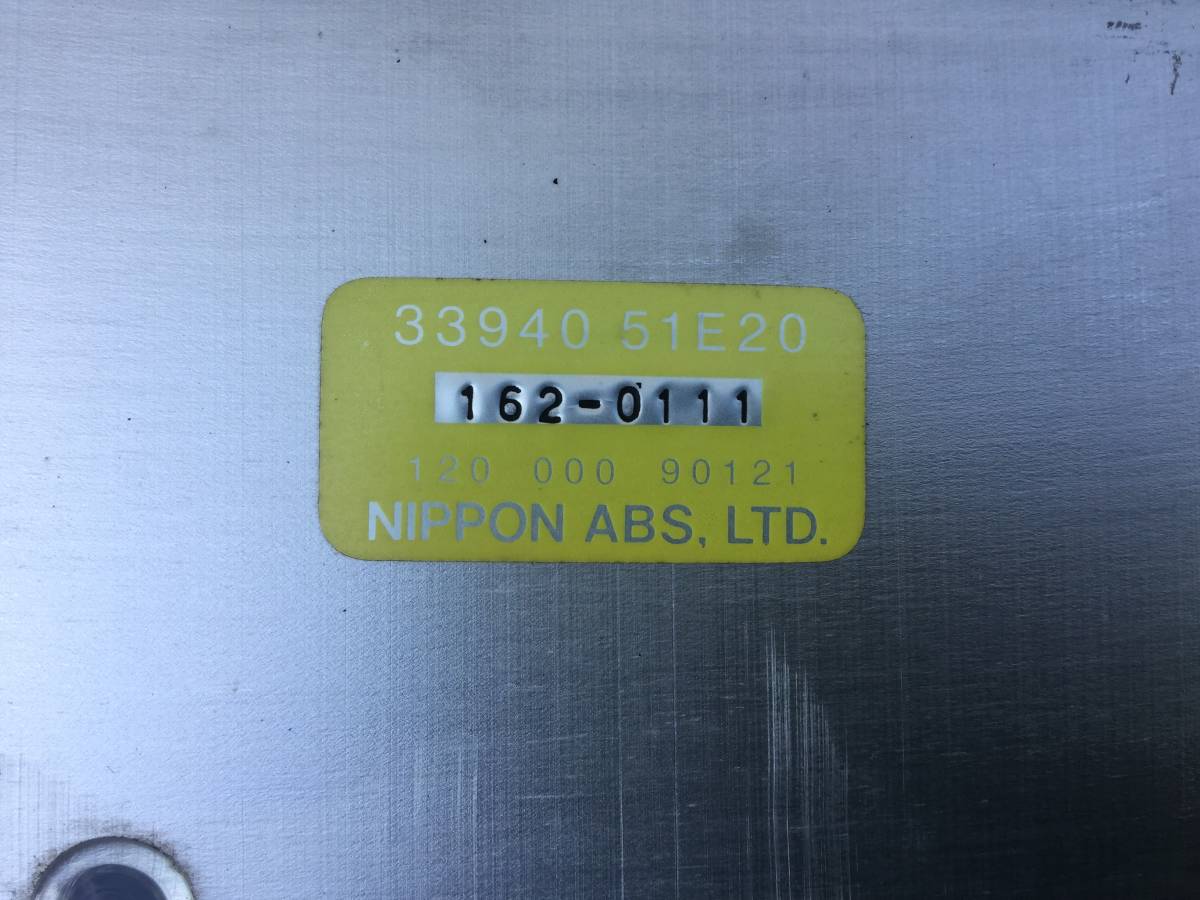 33940 51E20
162-0111
120 000 90121
NIPPON ABS, LTD.